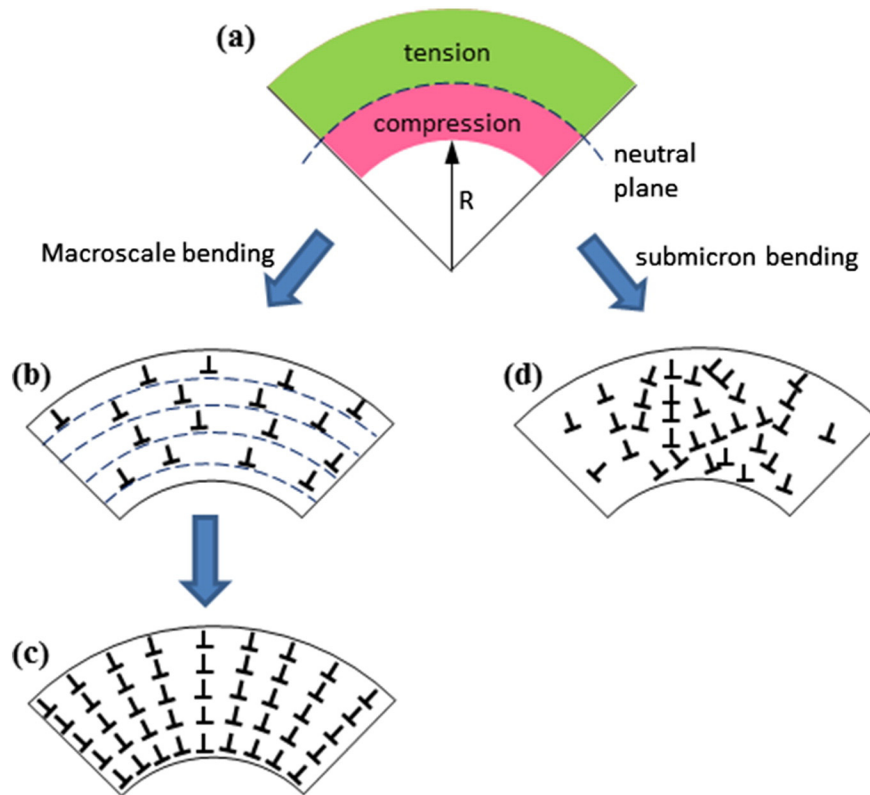 (a)
tension
compression
neutral
plane
R
Macroscale bending
submicron bending
(b)
(d)
(c)